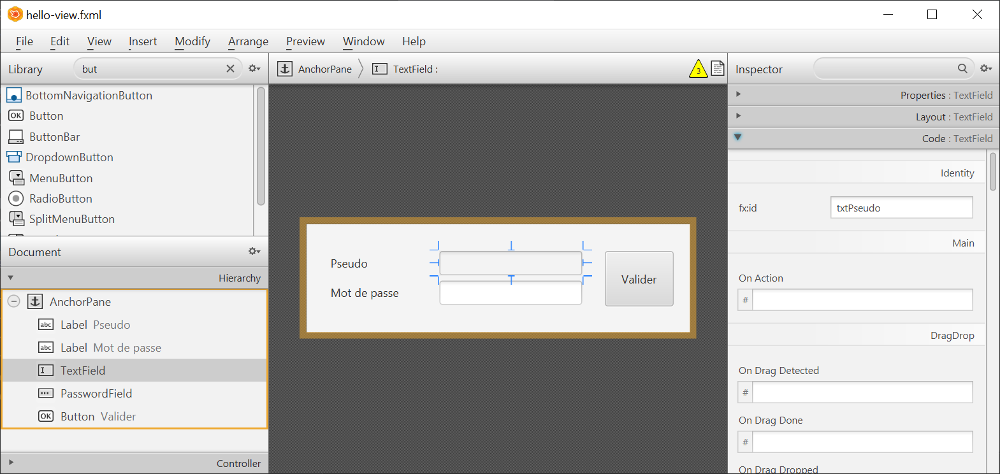 hello-view.fxml
File Edit View Insert Modify Arrange Preview Window Help
Library but
BottomNavigationButton
Button
ButtonBar
DropdownButton
MenuButton
RadioButton
SplitMenuButton
Document
Hierarchy
AnchorPane
abc Label Pseudo
abc Label Mot de passe
TextField
PasswordField
OK Button Valider
Controller
AnchorPane TextField :
3
Pseudo
Mot de passe
Valider
Inspector
Properties : TextField
Layout : TextField
Code : TextField
Identity
fx:id txtPseudo
Main
On Action
#
DragDrop
On Drag Detected
#
On Drag Done
#
On Drag Dropped